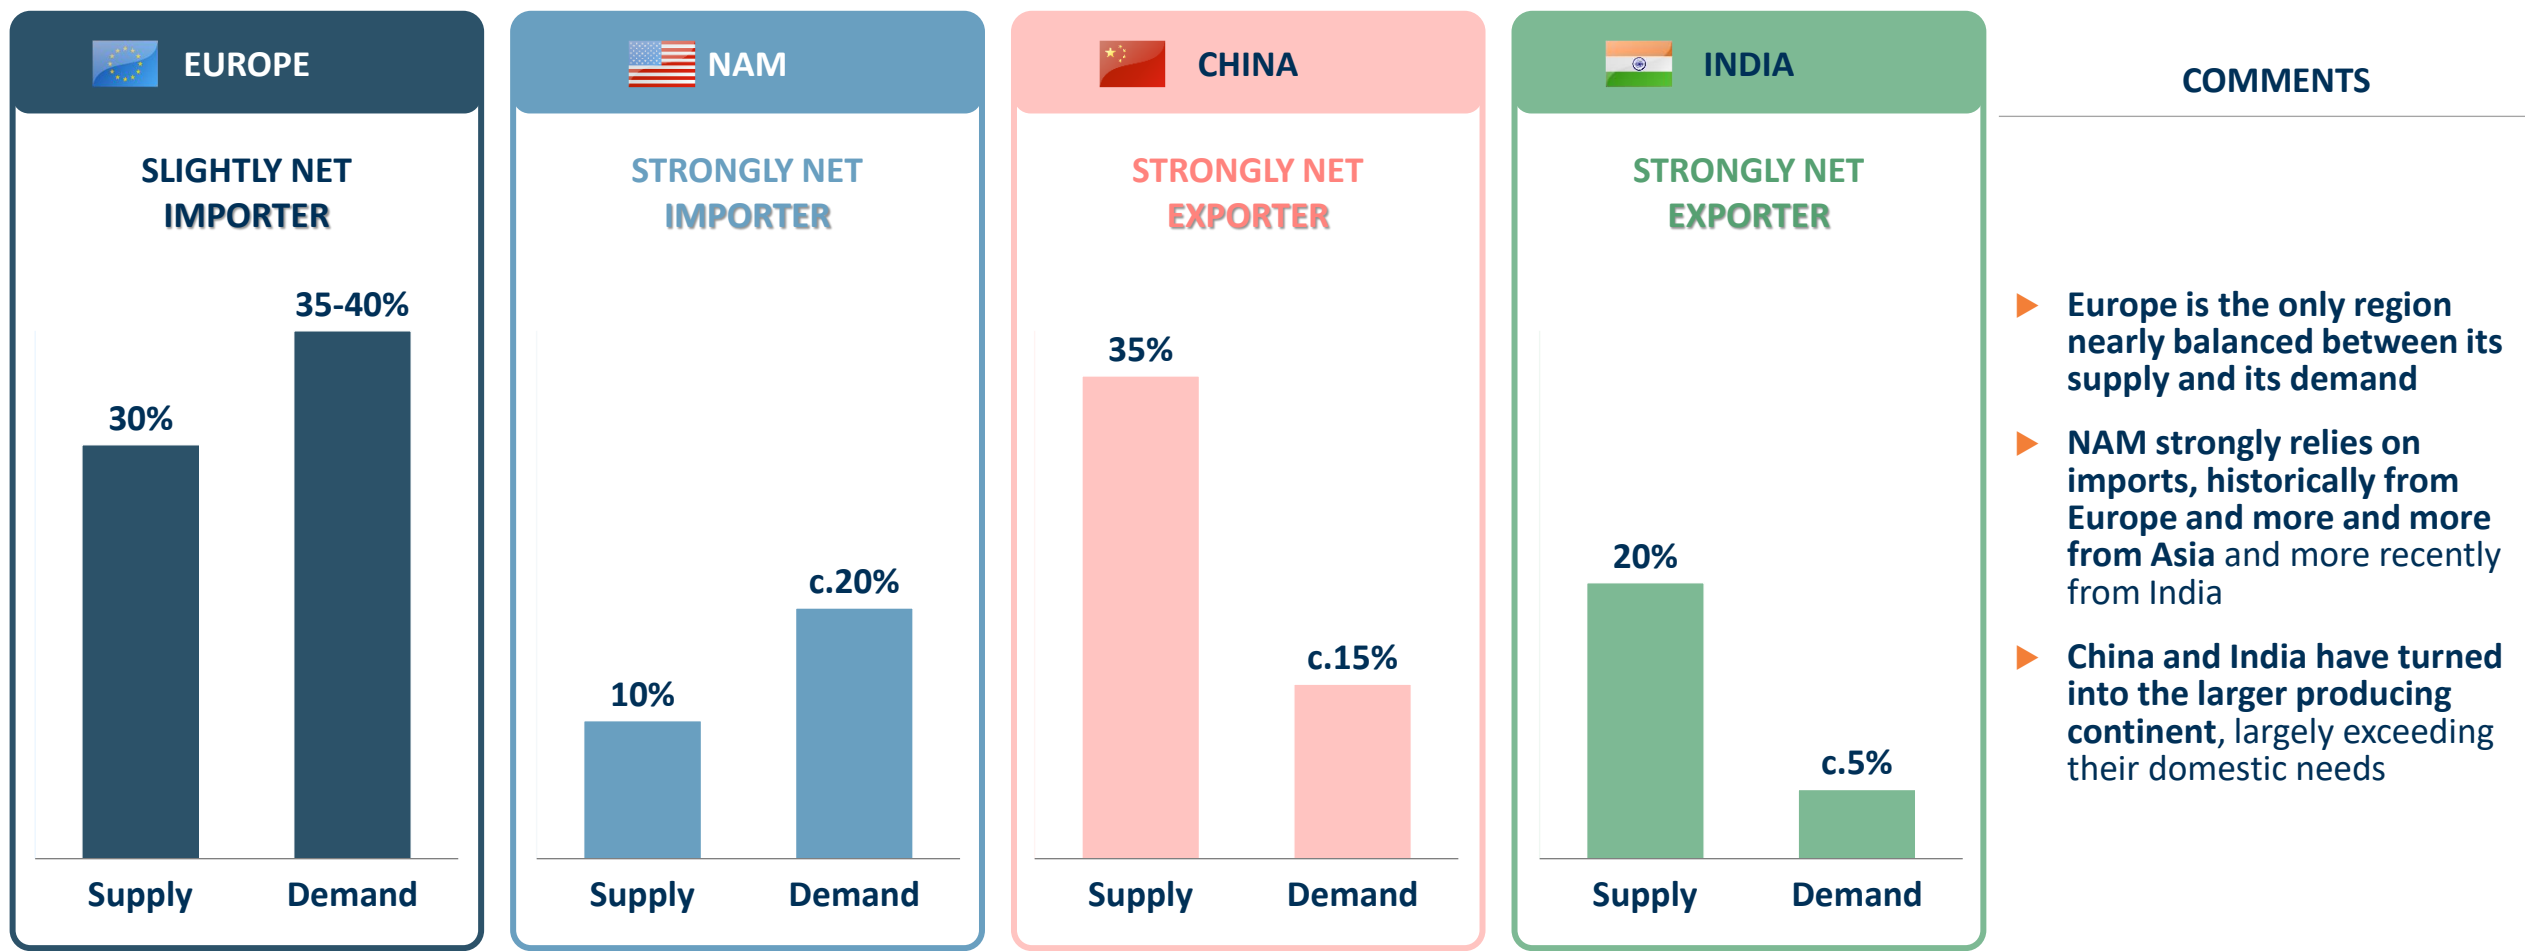 EUROPE
SLIGHTLY NET
IMPORTER
35-40%
30%
Supply
Demand
NAM
STRONGLY NET
IMPORTER
c.20%
10%
Supply
Demand
CHINA
STRONGLY NET
EXPORTER
35%
c.15%
Supply
Demand
INDIA
STRONGLY NET
EXPORTER
20%
c.5%
Supply
Demand
COMMENTS
Europe is the only region
nearly balanced between its
supply and its demand
NAM strongly relies on
imports, historically from
Europe and more and more
from Asia and more recently
from India
China and India have turned
into the larger producing
continent, largely exceeding
their domestic needs